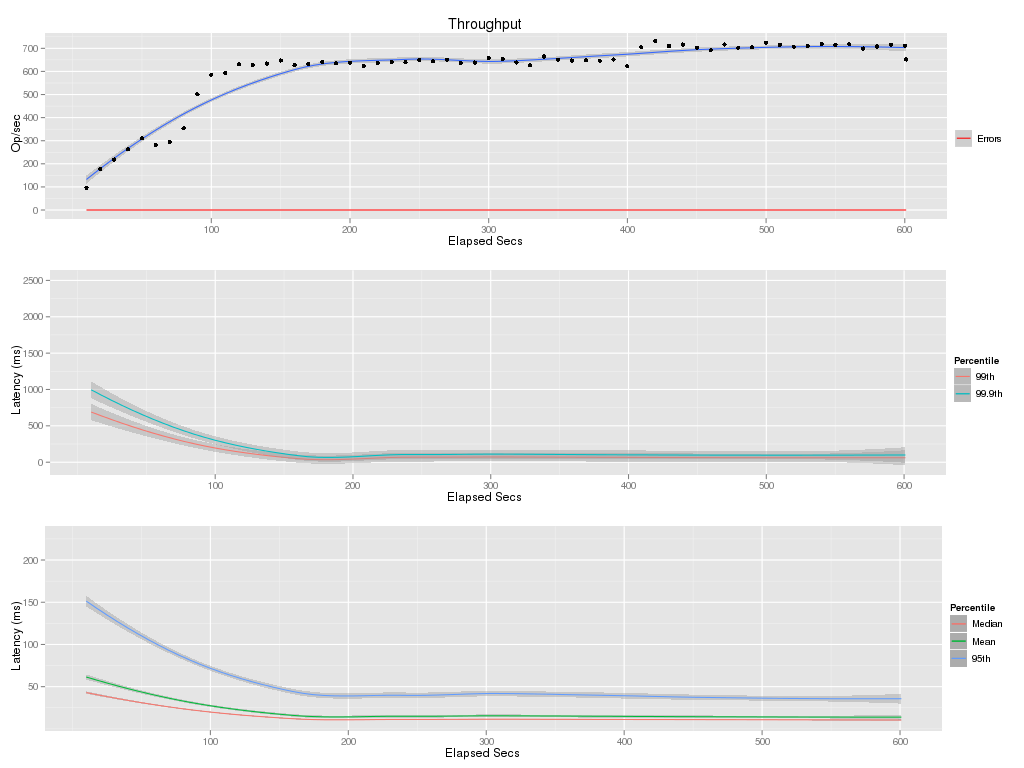 Throughput
700
600
500
400
300
200
100
0
Op/sec
100 200 300 400 500 600
Elapsed Secs
Errors
2500
2000
1500
1000
500
0
Latency (ms)
100 200 300 400 500 600
Elapsed Secs
Percentile
99th
99.9th
200
150
100
50
Latency (ms)
100 200 300 400 500 600
Elapsed Secs
Percentile
Median
Mean
95th